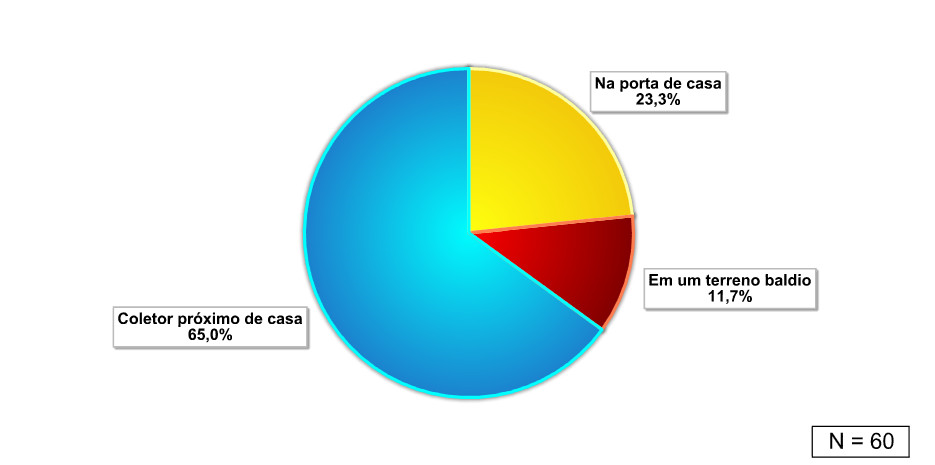 Na porta de casa
23,3%
Em um terreno baldio
11,7%
Coletor próximo de casa
65,0%
N = 60